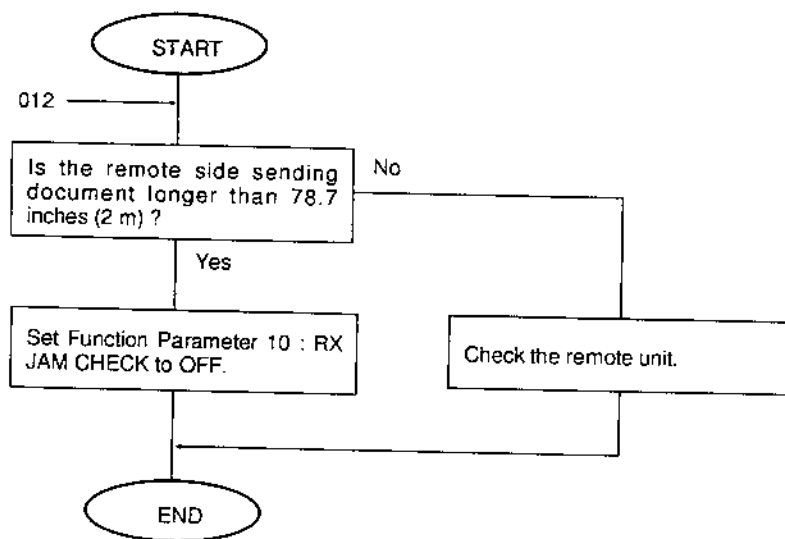 START
012
Is the remote side sending
document longer than 78.7
inches (2 m) ?
No
Yes
Set Function Parameter 10 : RX
JAM CHECK to OFF.
Check the remote unit.
END